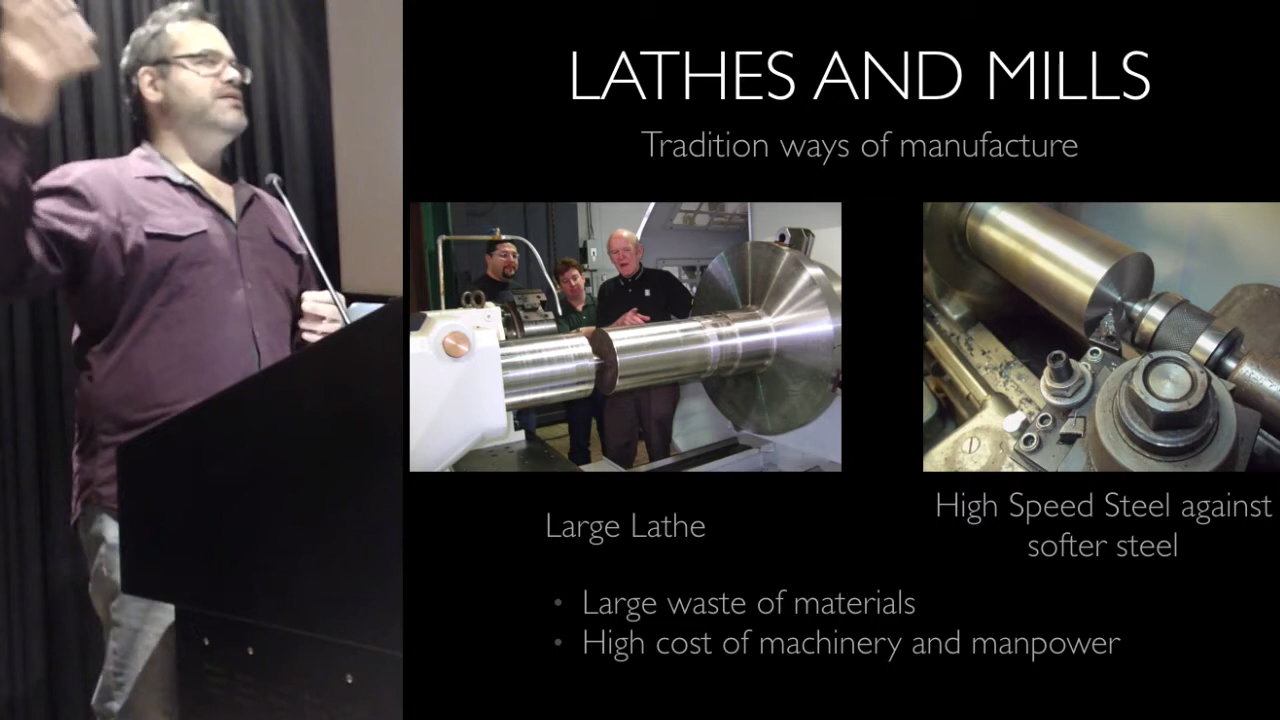 LATHES AND MILLS
Tradition ways of manufacture
Large Lathe
High Speed Steel against
softer steel
• Large waste of materials
• High cost of machinery and manpower